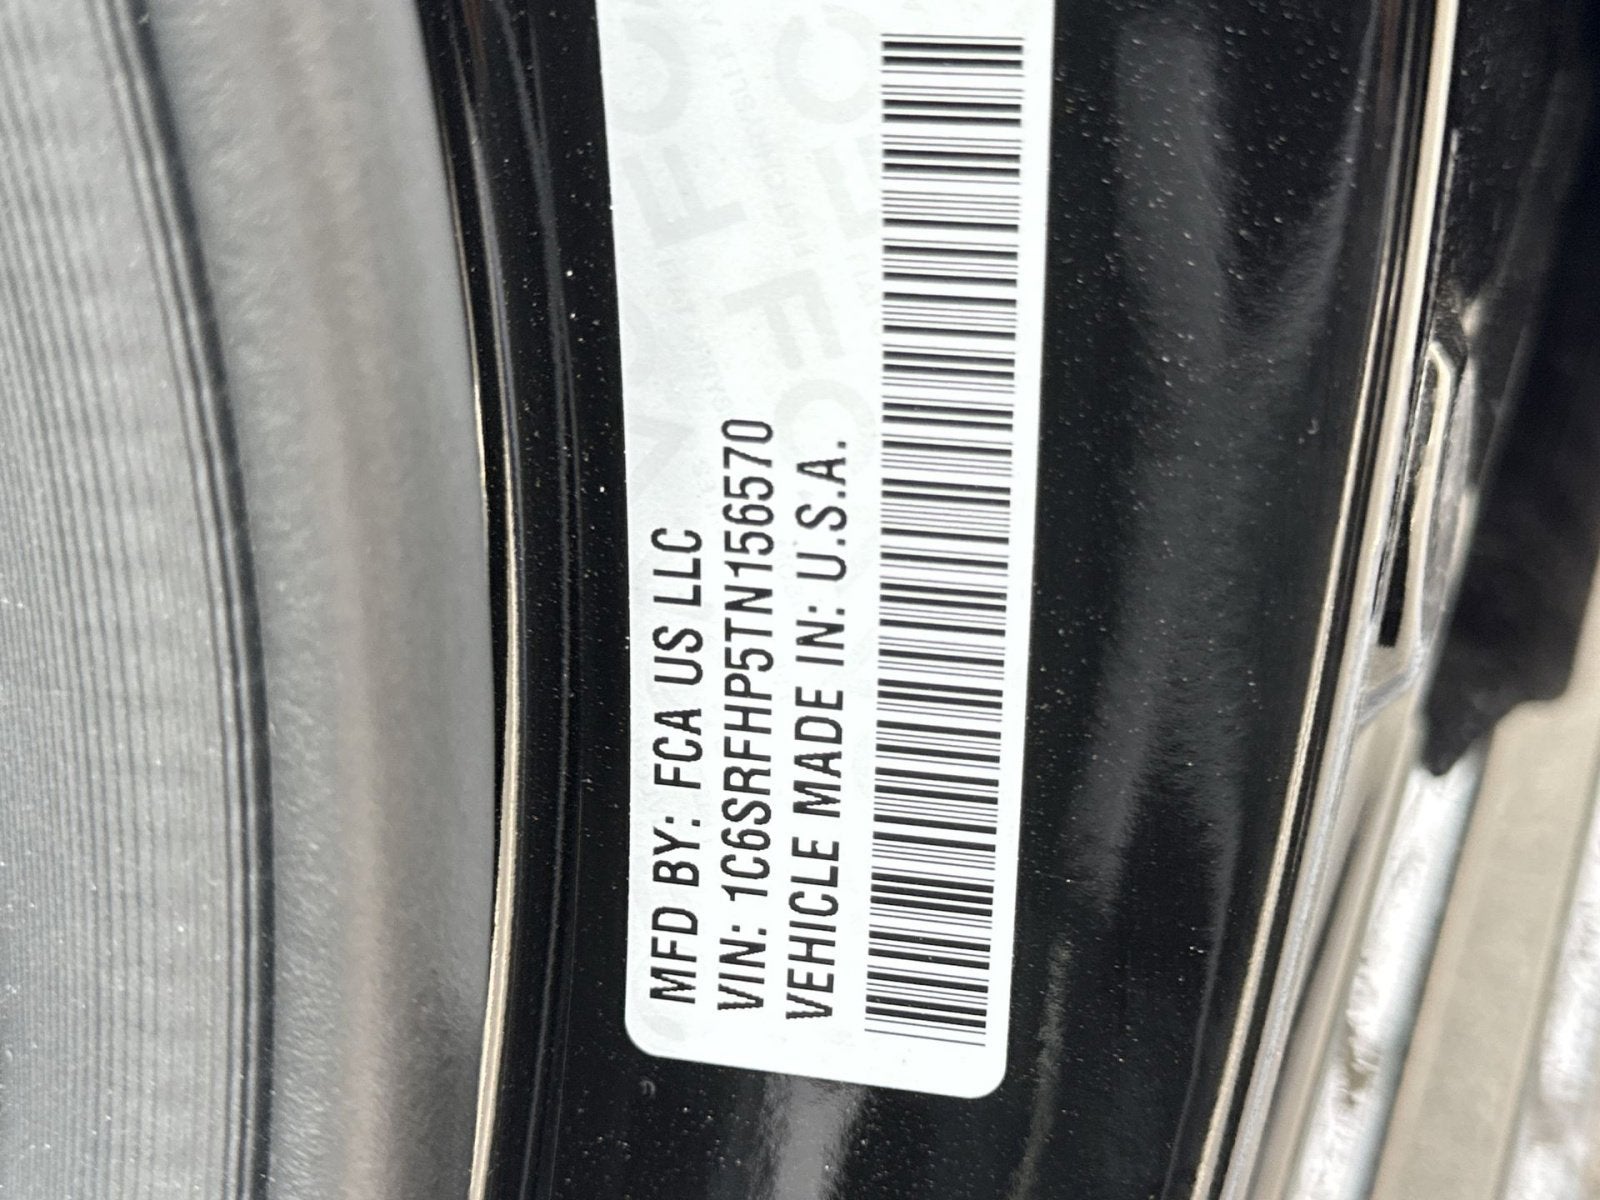 MFD BY: FCA US LLC
VIN: 1C6SRFHP5TN156570
VEHICLE MADE IN: U.S.A.